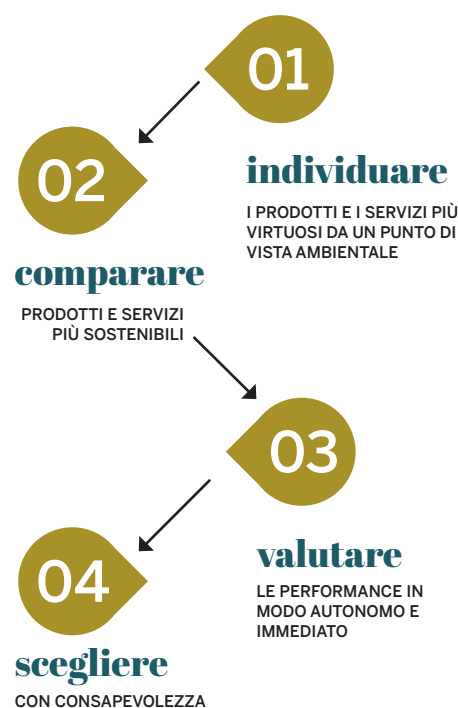 01
individuare
I PRODOTTI E I SERVIZI PIÙ
VIRTUOSI DA UN PUNTO DI
VISTA AMBIENTALE
02
comparare
PRODOTTI E SERVIZI
PIÙ SOSTENIBILI
03
valutare
LE PERFORMANCE IN
MODO AUTONOMO E
IMMEDIATO
04
scegliere
CON CONSAPEVOLEZZA